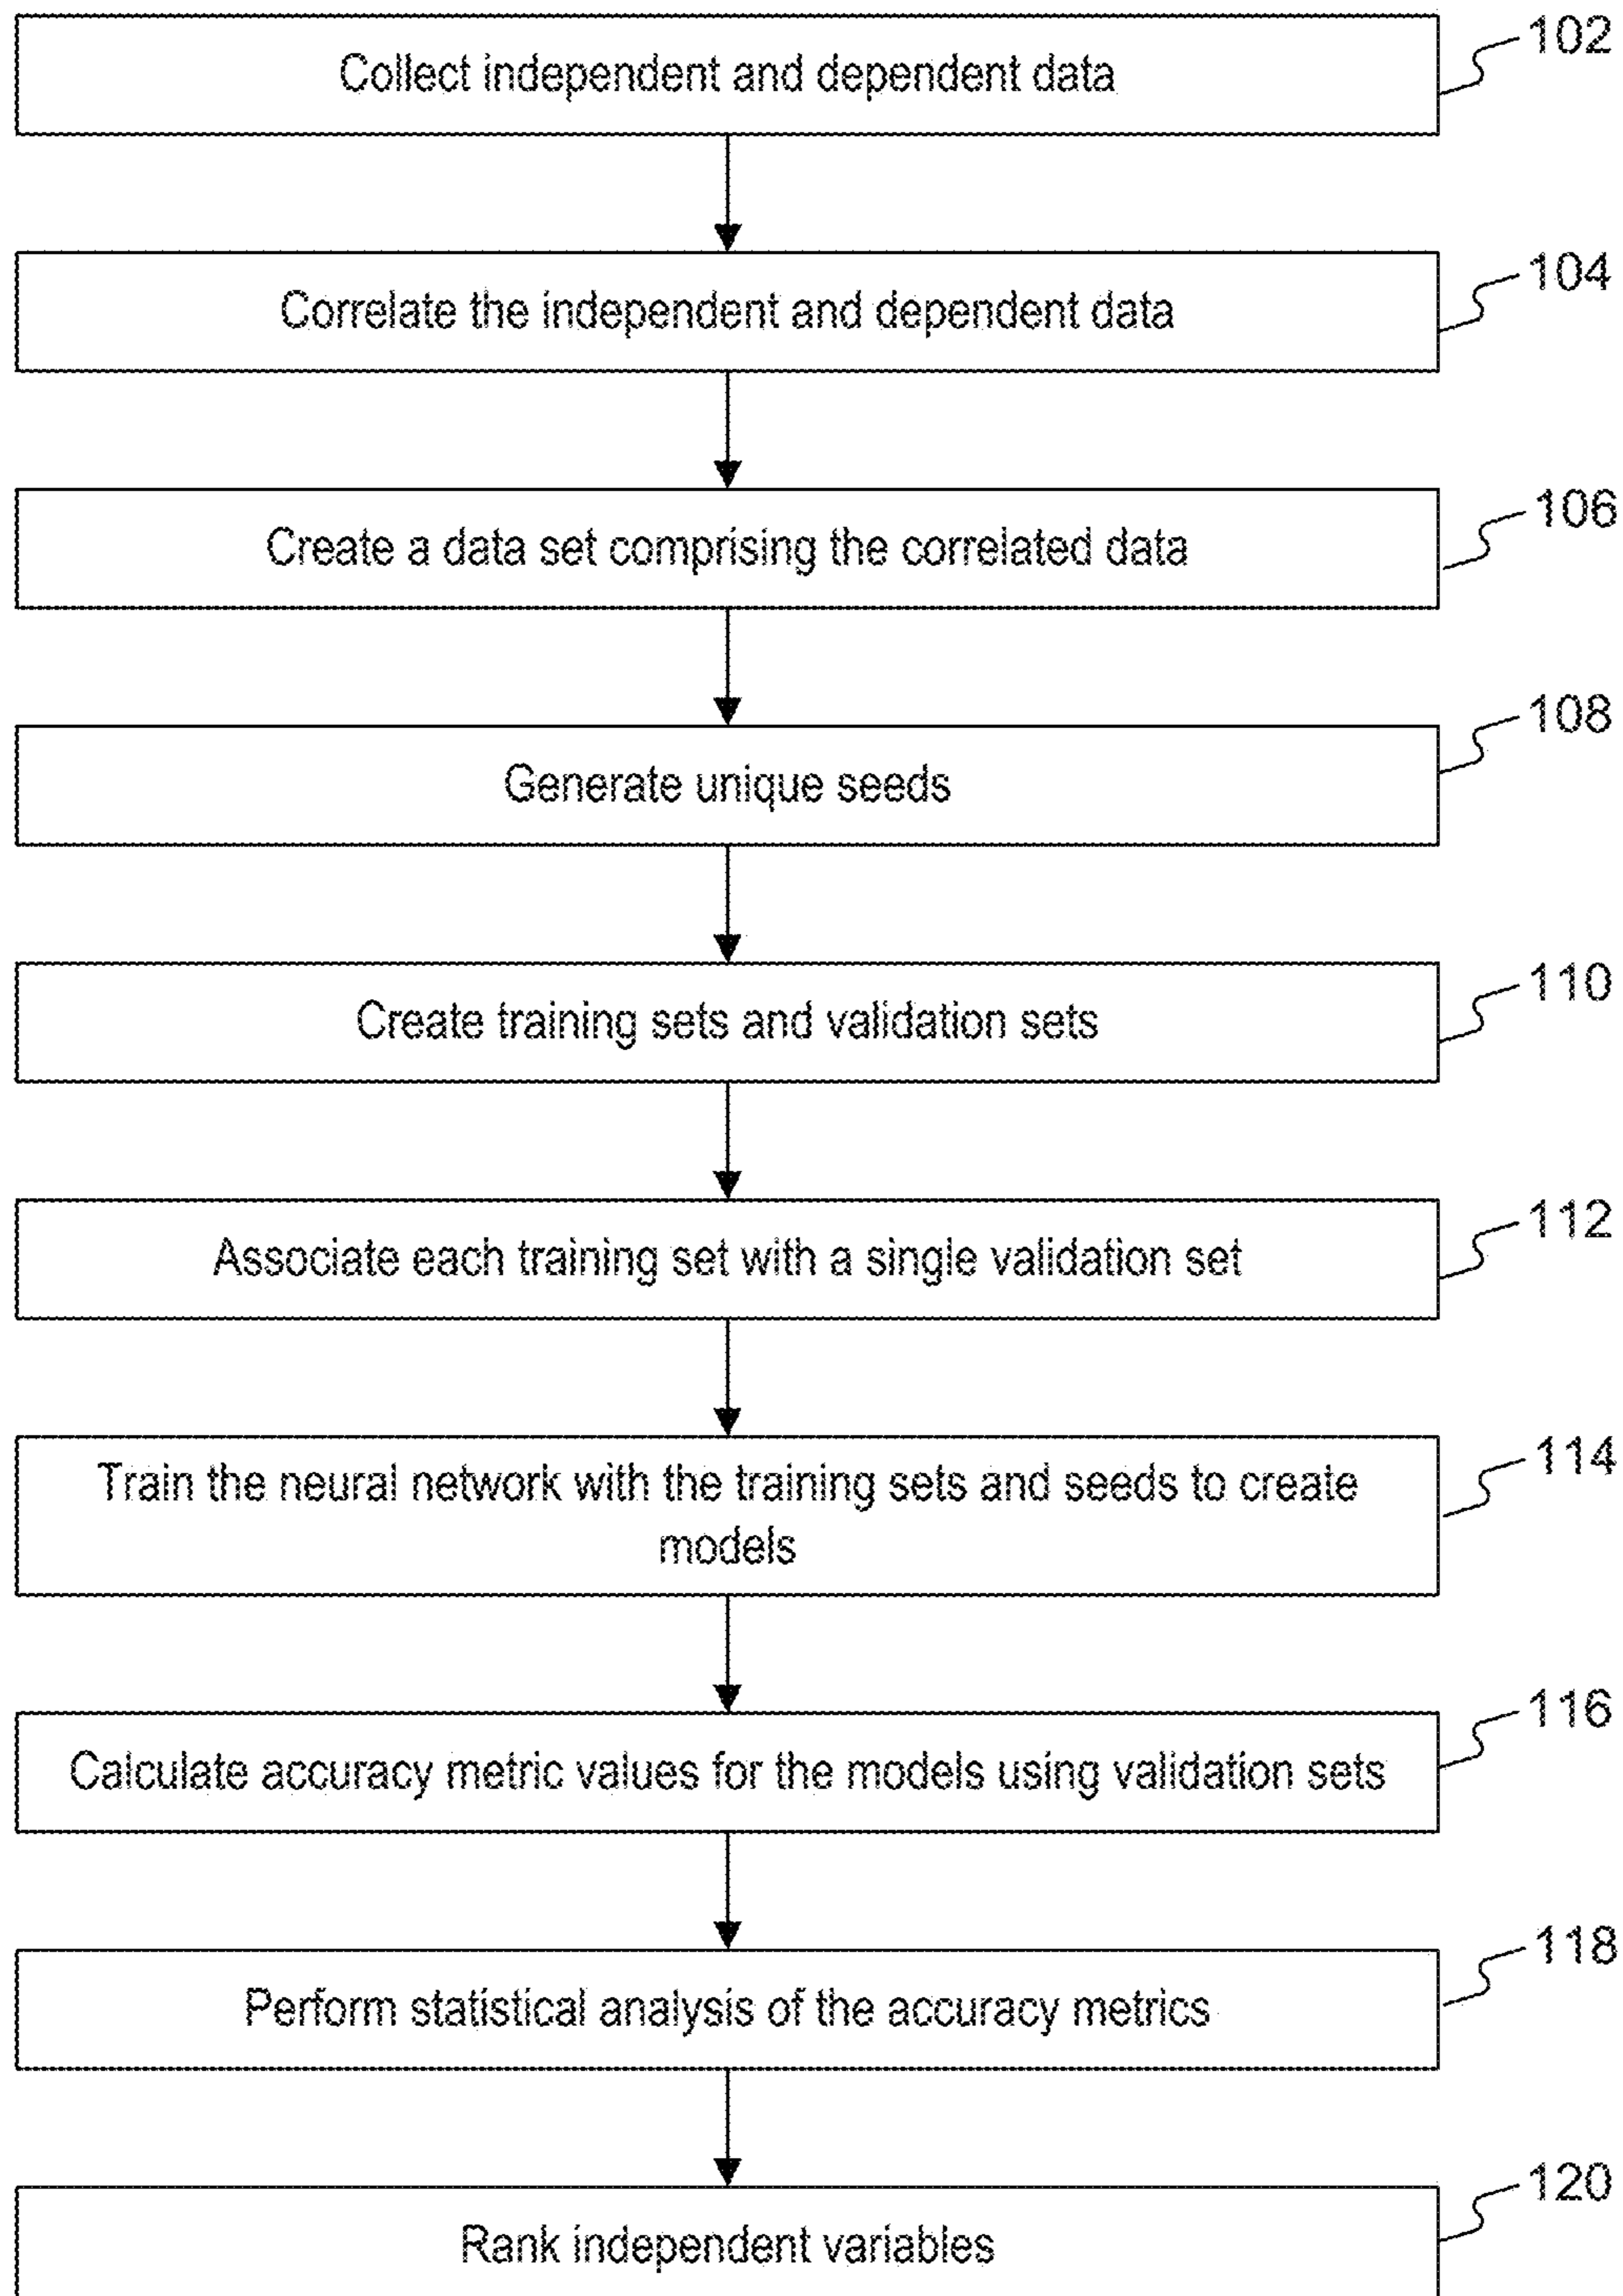 Collect independent and dependent data
102
Correlate the independent and dependent data
104
Create a data set comprising the correlated data
106
Generate unique seeds
108
Create training sets and validation sets
110
Associate each training set with a single validation set
112
Train the neural network with the training sets and seeds to create
models
114
Calculate accuracy metric values for the models using validation sets
116
Perform statistical analysis of the accuracy metrics
118
Rank independent variables
120